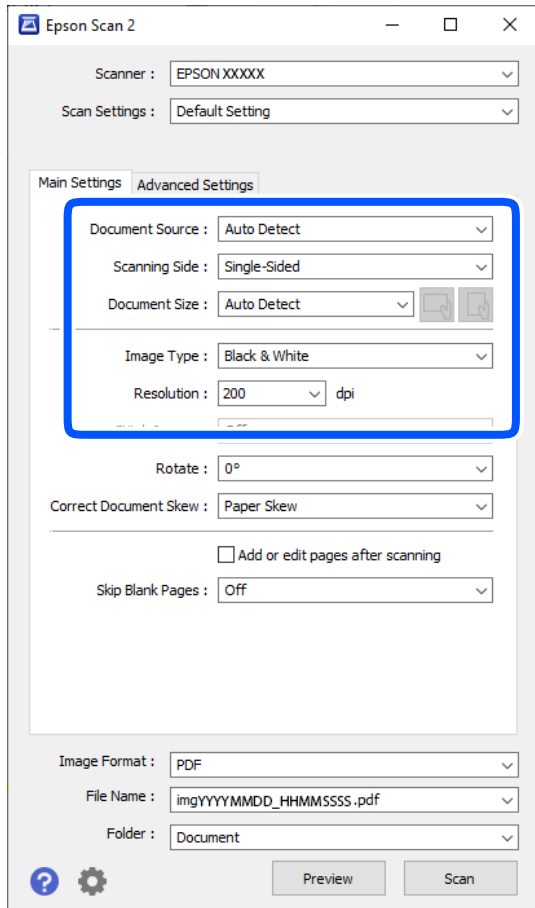 Epson Scan 2
Scanner : EPSON XXXXX
Scan Settings : Default Setting
Main Settings Advanced Settings
Document Source : Auto Detect
Scanning Side : Single-Sided
Document Size : Auto Detect
Image Type : Black & White
Resolution : 200 dpi
Rotate : 0°
Correct Document Skew : Paper Skew
Add or edit pages after scanning
Skip Blank Pages : Off
Image Format : PDF
File Name : imgYYYYMMDD_HHMMSSSS.pdf
Folder : Document
? Preview Scan